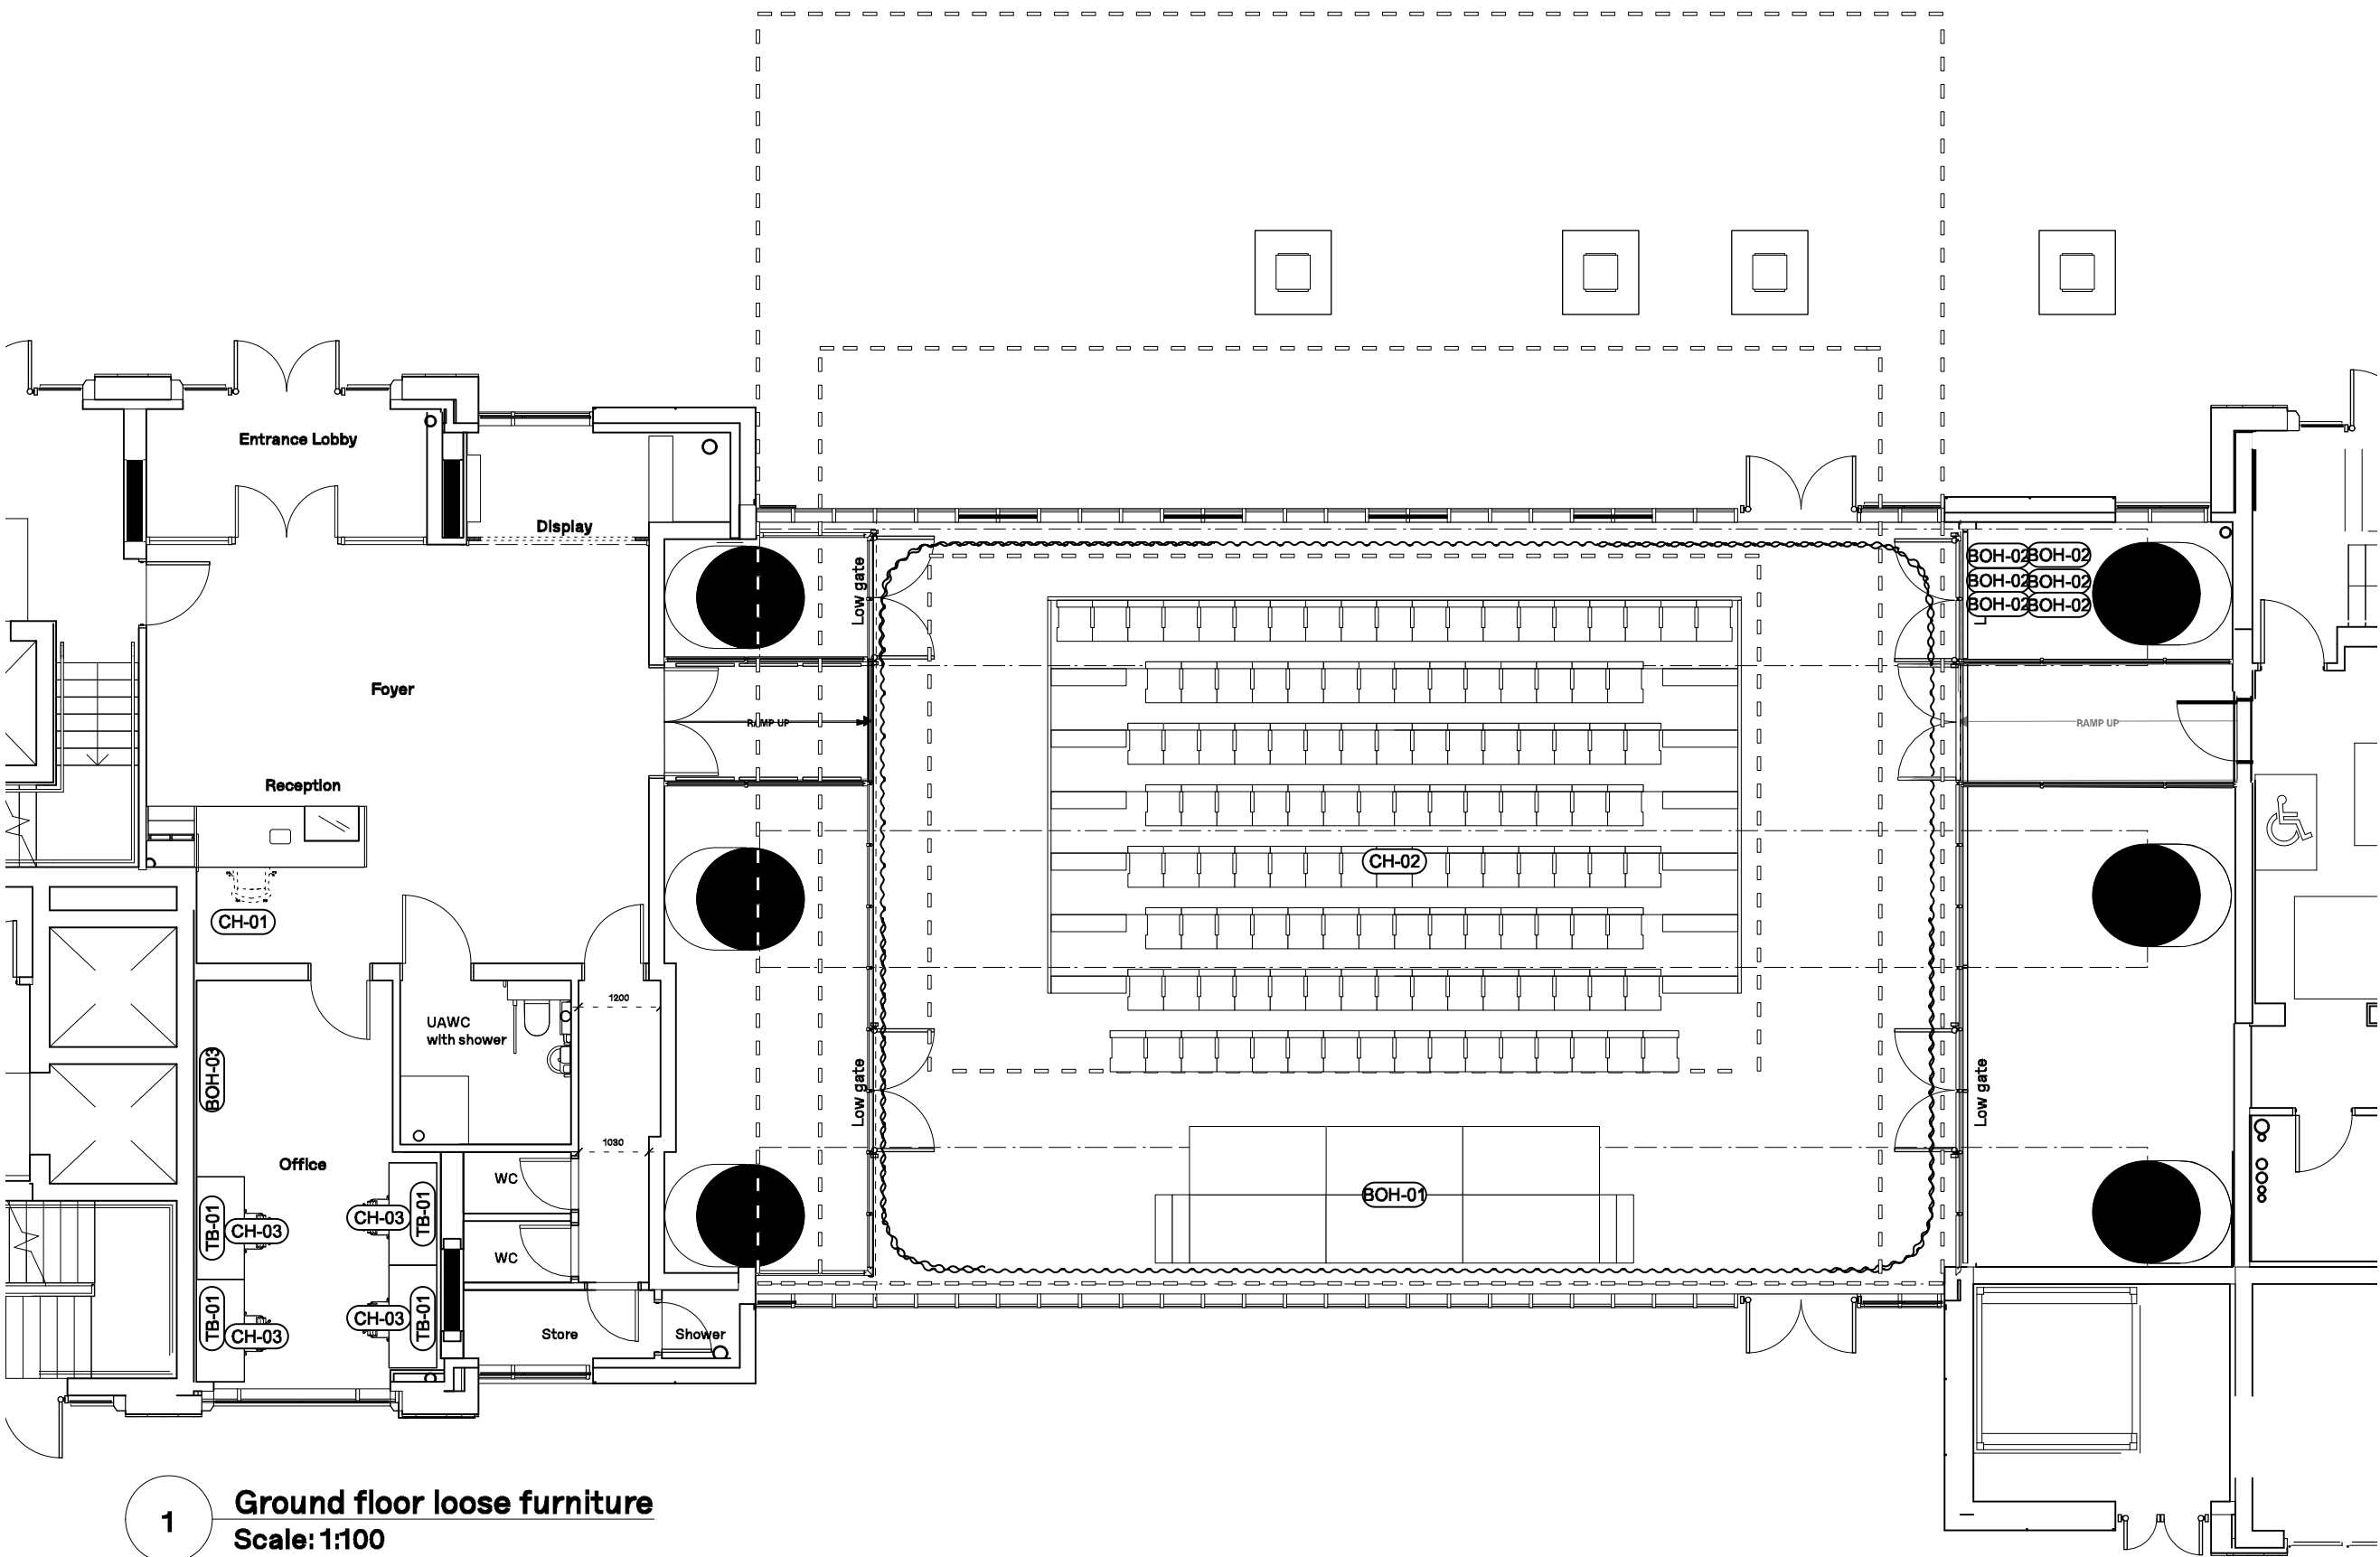 Entrance Lobby
Display
Low gate
BOH-02
BOH-02
BOH-02
BOH-02
BOH-02
BOH-02
Foyer
RAMP UP
RAMP UP
Reception
CH-01
CH-02
1200
UAWC
with shower
BOH-03
Low gate
Low gate
1080
Office
WC
WC
TB-01
CH-03
CH-03
TB-01
BOH-01
TB-01
CH-03
CH-03
TB-01
Store
Shower
1
Ground floor loose furniture
Scale: 1:100